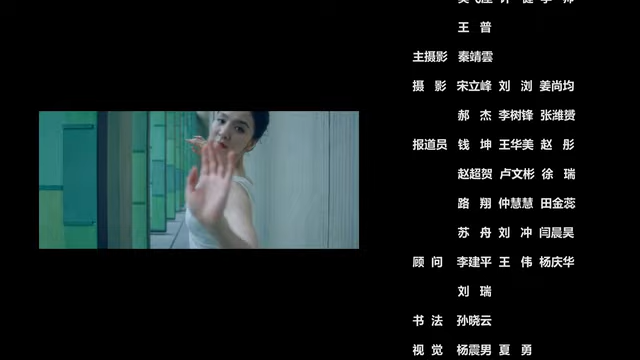 王 普
主摄影 秦靖雲
摄 影 宋立峰 刘 浏 姜尚均
郝 杰 李树锋 张潍赟
报道员 钱 坤 王华美 赵 彤
赵超贺 卢文彬 徐 瑞
路 翔 仲慧慧 田金蕊
苏 舟 刘 冲 闫晨昊
顾 问 李建平 王 伟 杨庆华
刘 瑞
书 法 孙晓云
视 觉 杨震男 夏 勇